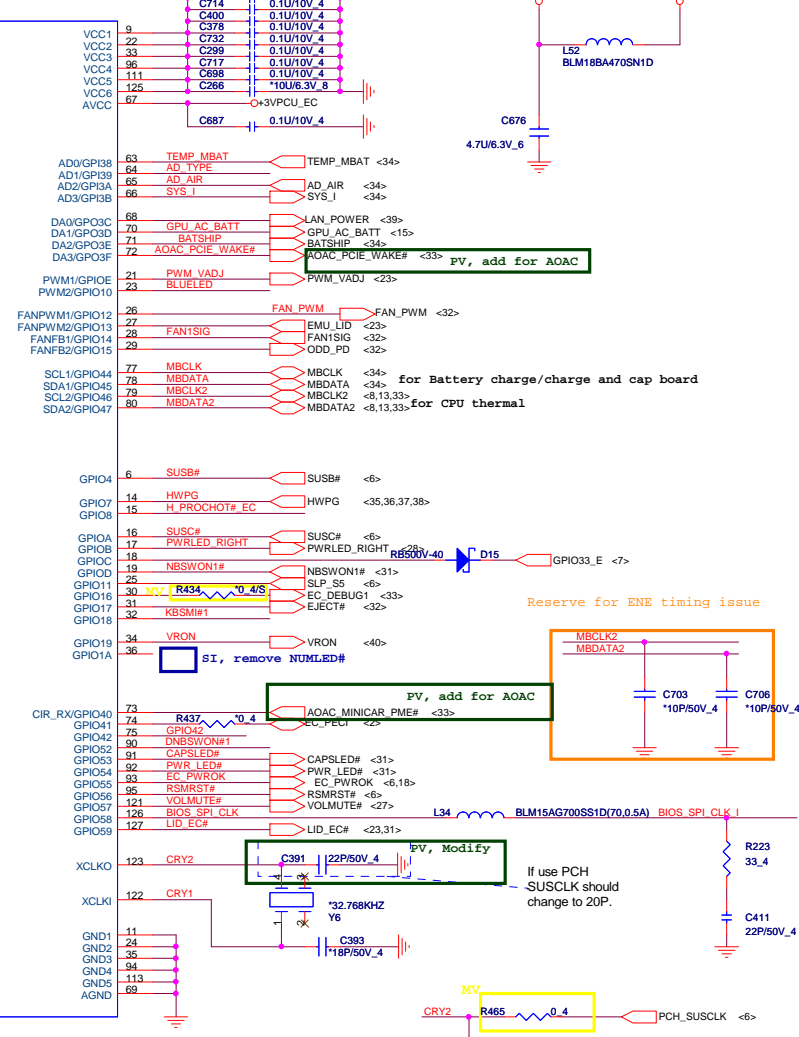 C714 0.1U/10V_4
C400 0.1U/10V_4
VCC1 9 C378 0.1U/10V_4
VCC2 22 C732 0.1U/10V_4
VCC3 33 C299 0.1U/10V_4
VCC4 96 C717 0.1U/10V_4
VCC5 111 C698 0.1U/10V_4
VCC6 125 C266 *10U/6.3V_8
AVCC 67 +3VPCU_EC
C687 0.1U/10V_4
L52
BLM18BA470SN1D
C676
4.7U/6.3V_6
AD0/GPI38 63 TEMP_MBAT TEMP_MBAT <34>
AD1/GPI39 64 AD_TYPE
AD2/GPI3A 65 AD_AIR AD_AIR <34>
AD3/GPI3B 66 SYS_I SYS_I <34>
DA0/GPO3C 68 LAN_POWER <39>
DA1/GPO3D 70 GPU_AC_BATT GPU_AC_BATT <15>
DA2/GPO3E 71 BATSHIP BATSHIP <34>
DA3/GPO3F 72 AOAC_PCIE_WAKE# AOAC_PCIE_WAKE# <33> PV, add for AOAC
PWM1/GPIOE 21 PWM_VADJ PWM_VADJ <23>
PWM2/GPIO10 23 BLUELED
FANPWM1/GPIO12 26 FAN_PWM FAN_PWM <32>
FANPWM2/GPIO13 27 EMU_LID <23>
FANFB1/GPIO14 28 FAN1SIG FAN1SIG <32>
FANFB2/GPIO15 29 ODD_PD <32>
SCL1/GPIO44 77 MBCLK MBCLK <34>
SDA1/GPIO45 78 MBDATA MBDATA <34> for Battery charge/charge and cap board
SCL2/GPIO46 79 MBCLK2 MBCLK2 <8,13,33>
SDA2/GPIO47 80 MBDATA2 MBDATA2 <8,13,33> for CPU thermal
GPIO4 6 SUSB# SUSB# <6>
GPIO7 14 HWPG HWPG <35,36,37,38>
GPIO8 15 H_PROCHOT#_EC
GPIOA 16 SUSC# SUSC# <6>
GPIOB 17 PWRLED_RIGHT PWRLED_RIGHT <28>
GPIOC 18 RB500V-40 D15 GPIO33_E <7>
GPIOD 19 NBSWON1# NBSWON1# <31>
GPIO11 25 SLP_S5 <6>
GPIO16 30 MV R434 *0_4/S EC_DEBUG1 <33>
GPIO17 31 EJECT# <32>
GPIO18 32 KBSMI#1
Reserve for ENE timing issue
GPIO19 34 VRON VRON <40>
GPIO1A 36 SI, remove NUMLED#
MBCLK2
MBDATA2
C703 C706
*10P/50V_4 *10P/50V_4
PV, add for AOAC
CIR_RX/GPIO40 73 AOAC_MINICAR_PME# <33>
GPIO41 74 R437 *0_4 EC_PECI <2>
GPIO42 75 GPIO42
GPIO52 90 DNBSWON#1
GPIO53 91 CAPSLED# CAPSLED# <31>
GPIO54 92 PWR_LED# PWR_LED# <31>
GPIO55 93 EC_PWROK EC_PWROK <6,18>
GPIO56 95 RSMRST# RSMRST# <6>
GPIO57 121 VOLMUTE# VOLMUTE# <27>
GPIO58 126 BIOS_SPI_CLK L34 BLM15AG700SS1D(70,0.5A) BIOS_SPI_CLK_I
GPIO59 127 LID_EC# LID_EC# <23,31>
R223
33_4
C411
22P/50V_4
PV, Modify
XCLKO 123 CRY2 C391 22P/50V_4
If use PCH
SUSCLK should
change to 20P.
4 3
XCLKI 122 CRY1
*32.768KHZ
Y6
1 2
C393
*18P/50V_4
GND1 11
GND2 24
GND3 35
GND4 94
GND5 113
AGND 69
MV
CRY2 R465 0_4 PCH_SUSCLK <6>